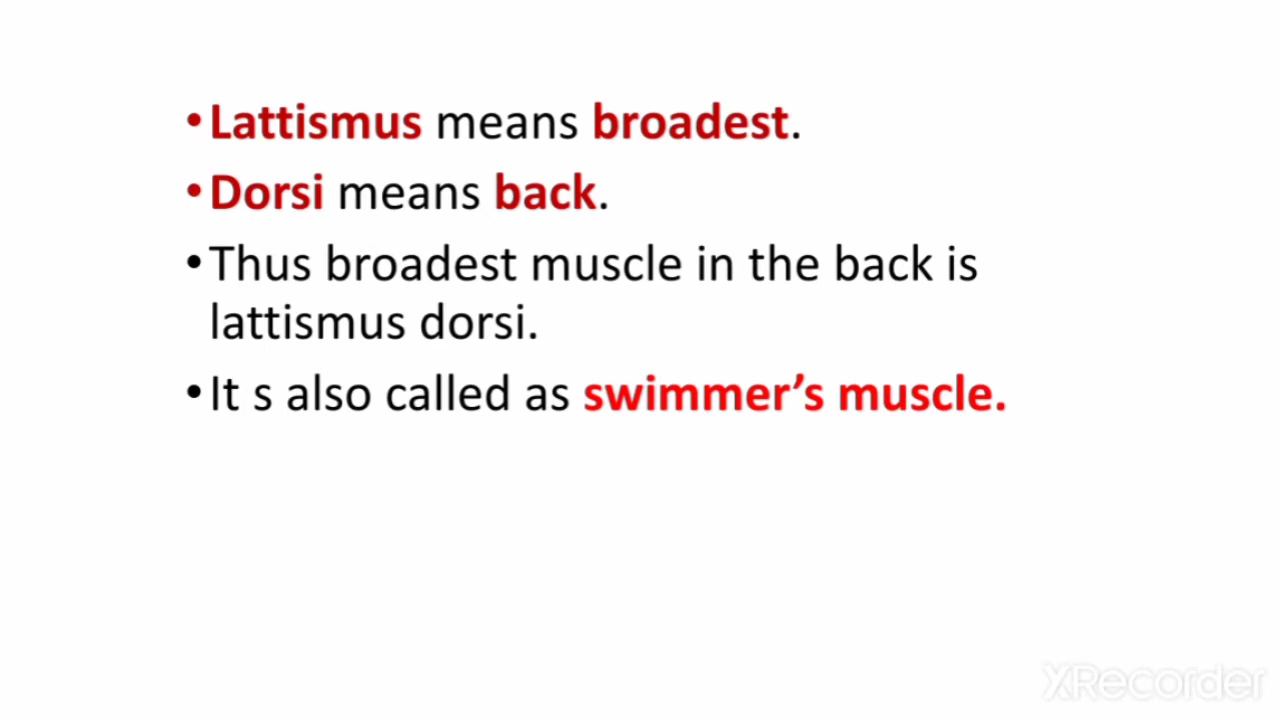 •Lattismus means broadest.
•Dorsi means back.
•Thus broadest muscle in the back is
lattismus dorsi.
•It s also called as swimmer’s muscle.
XRecorder